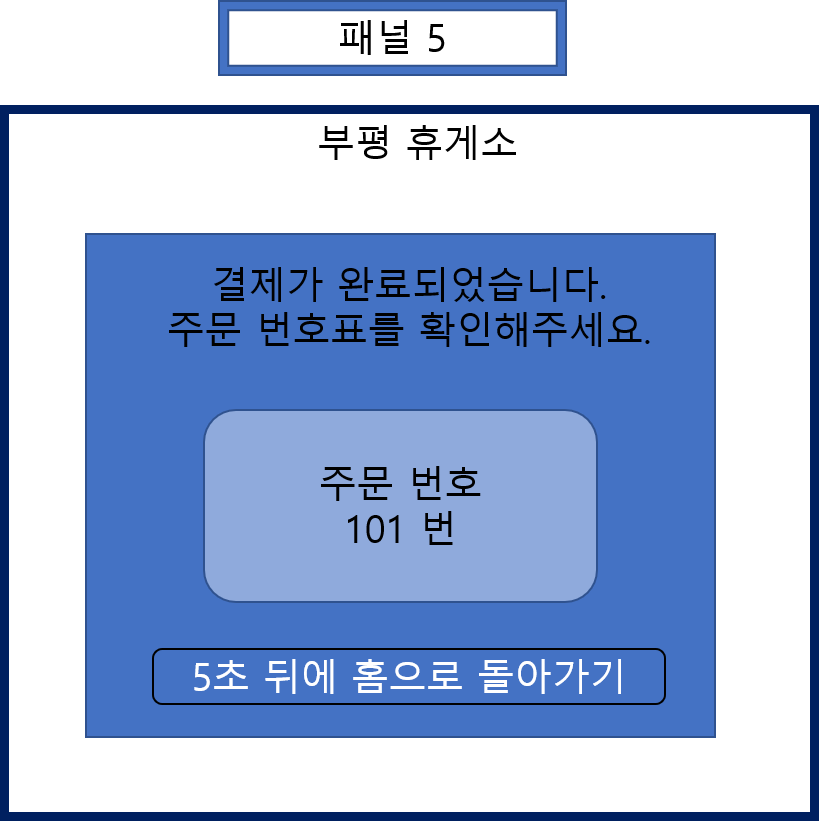 패널 5
부평 휴게소
결제가 완료되었습니다.
주문 번호표를 확인해주세요.
주문 번호
101 번
5초 뒤에 홈으로 돌아가기